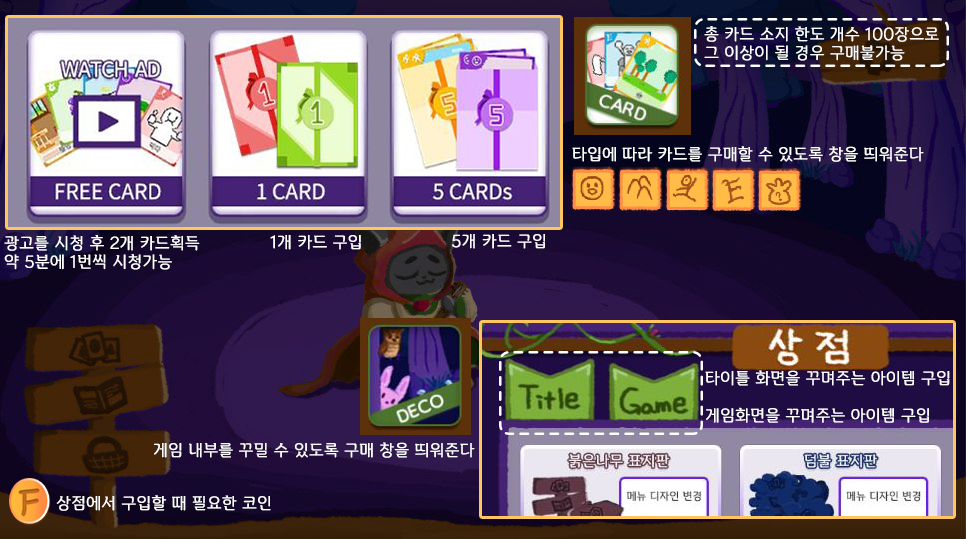 WATCH AD
FREE CARD
1
1
1 CARD
5
5
5 CARDs
CARD
총 카드 소지 한도 개수 100장으로
그 이상이 될 경우 구매불가능
타입에 따라 카드를 구매할 수 있도록 창을 띄워준다
E
광고를 시청 후 2개 카드획득
약 5분에 1번씩 시청가능
1개 카드 구입
5개 카드 구입
DECO
게임 내부를 꾸밀 수 있도록 구매 창을 띄워준다
상점
Title
Game
타이틀 화면을 꾸며주는 아이템 구입
게임화면을 꾸며주는 아이템 구입
붉은나무 표지판
메뉴 디자인 변경
덤불 표지판
메뉴 디자인 변경
F
상점에서 구입할 때 필요한 코인